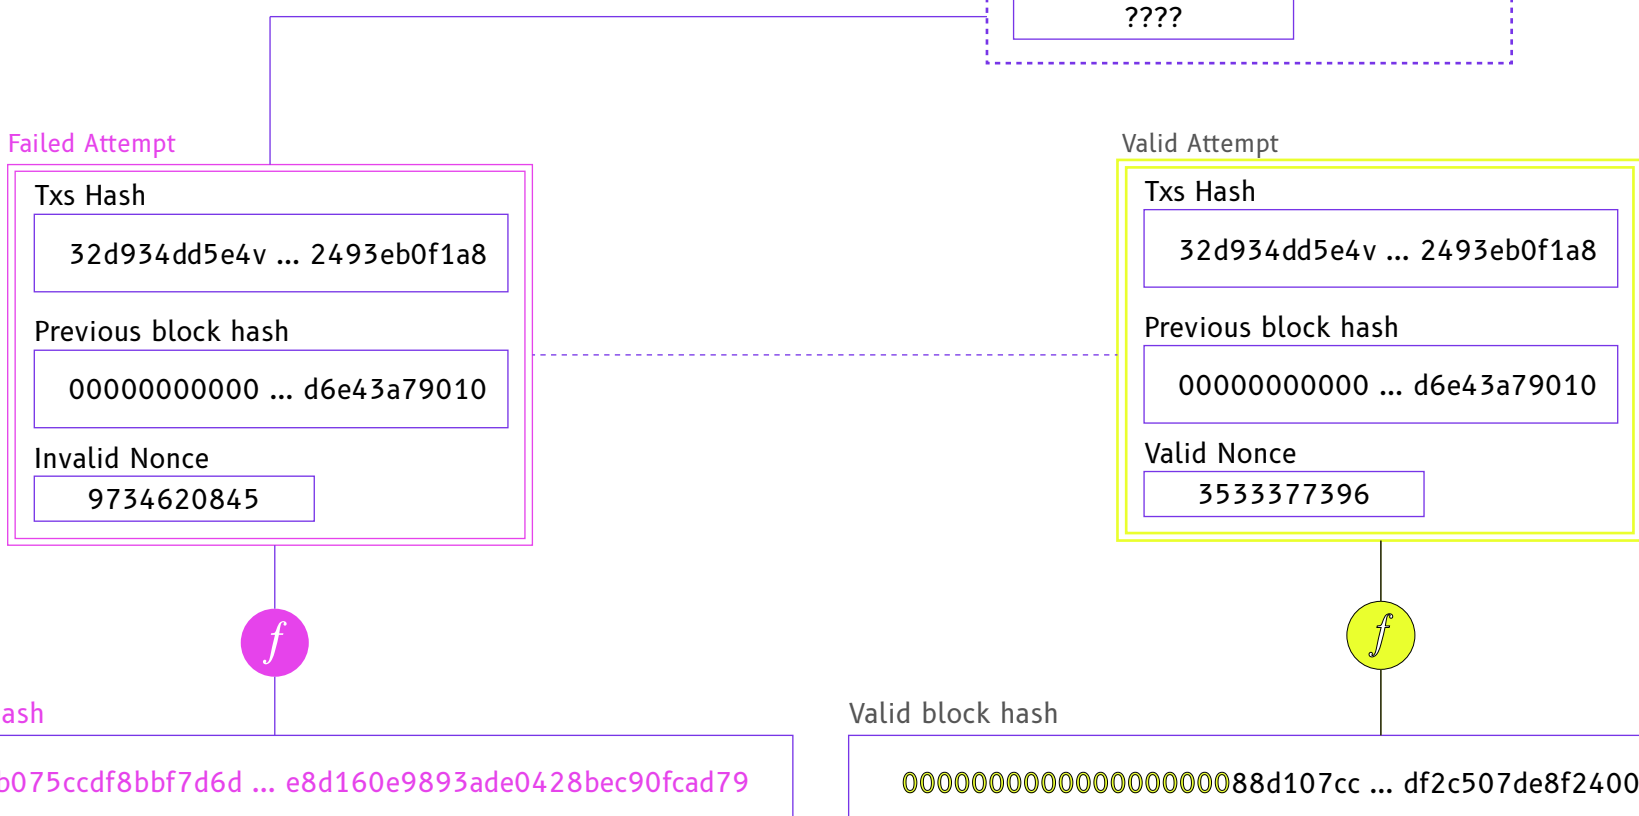 ????
Failed Attempt
Txs Hash
32d934dd5e4v ... 2493eb0f1a8
Previous block hash
00000000000 ... d6e43a79010
Invalid Nonce
9734620845
f
ash
b075ccdf8bbf7d6d ... e8d160e9893ade0428bec90fcad79
Valid Attempt
Txs Hash
32d934dd5e4v ... 2493eb0f1a8
Previous block hash
00000000000 ... d6e43a79010
Valid Nonce
3533377396
f
Valid block hash
000000000000000000088d107cc ... df2c507de8f2400